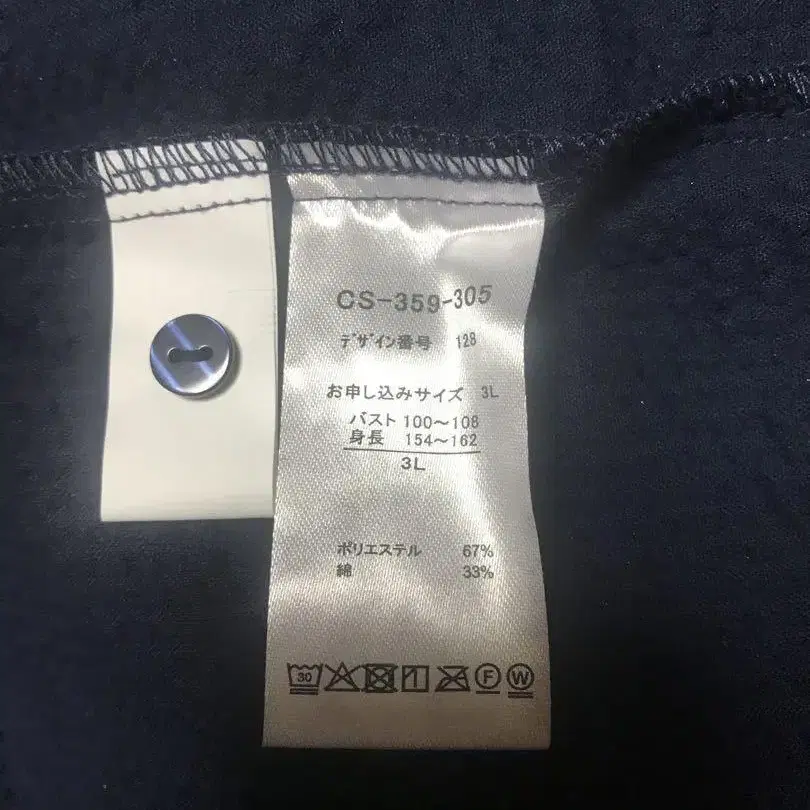 CS-359-305
ﾃﾞｻﾞｲﾝ番号 128
お申し込みサイズ 3L
バスト 100〜108
身長 154〜162
3L
ポリエステル 67%
綿 33%
30 F W